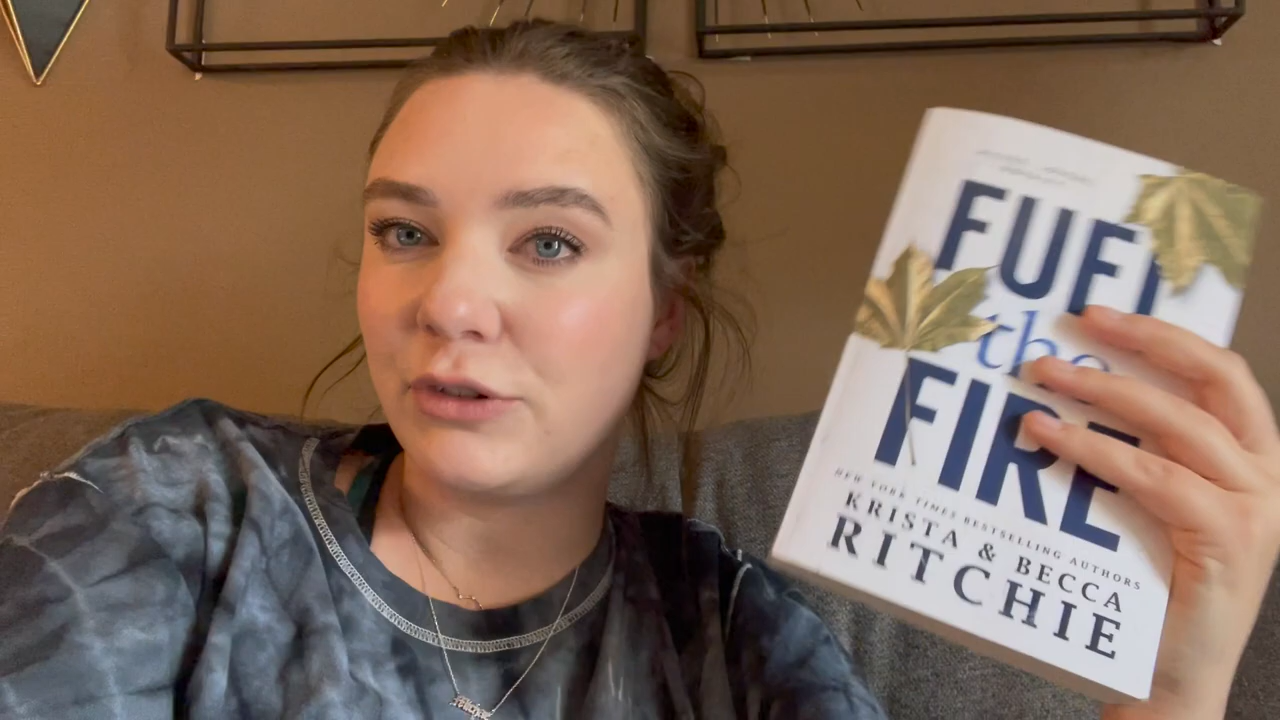 FUEL
the
FIRE
NEW YORK TIMES BESTSELLING AUTHORS
KRISTA & BECCA
RITCHIE